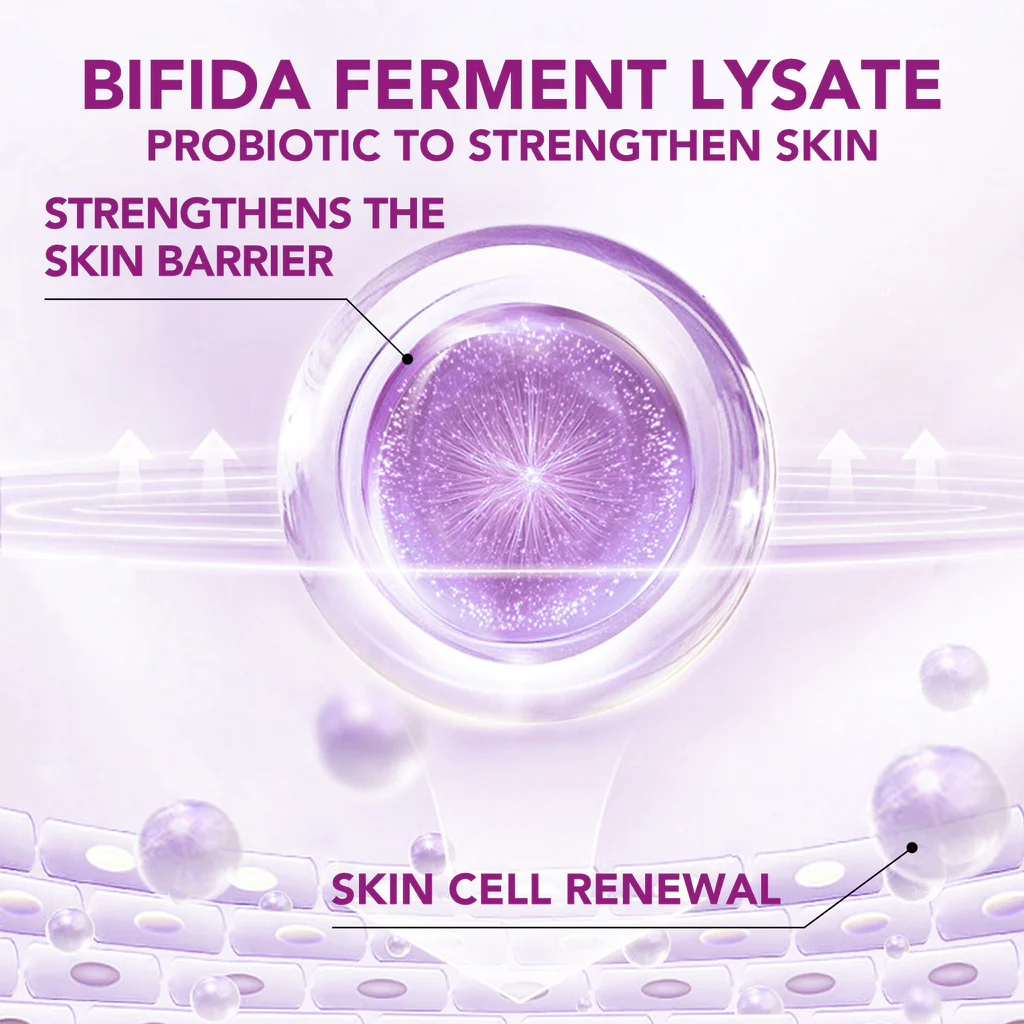 BIFIDA FERMENT LYSATE
PROBIOTIC TO STRENGTHEN SKIN
STRENGTHENS THE
SKIN BARRIER
SKIN CELL RENEWAL